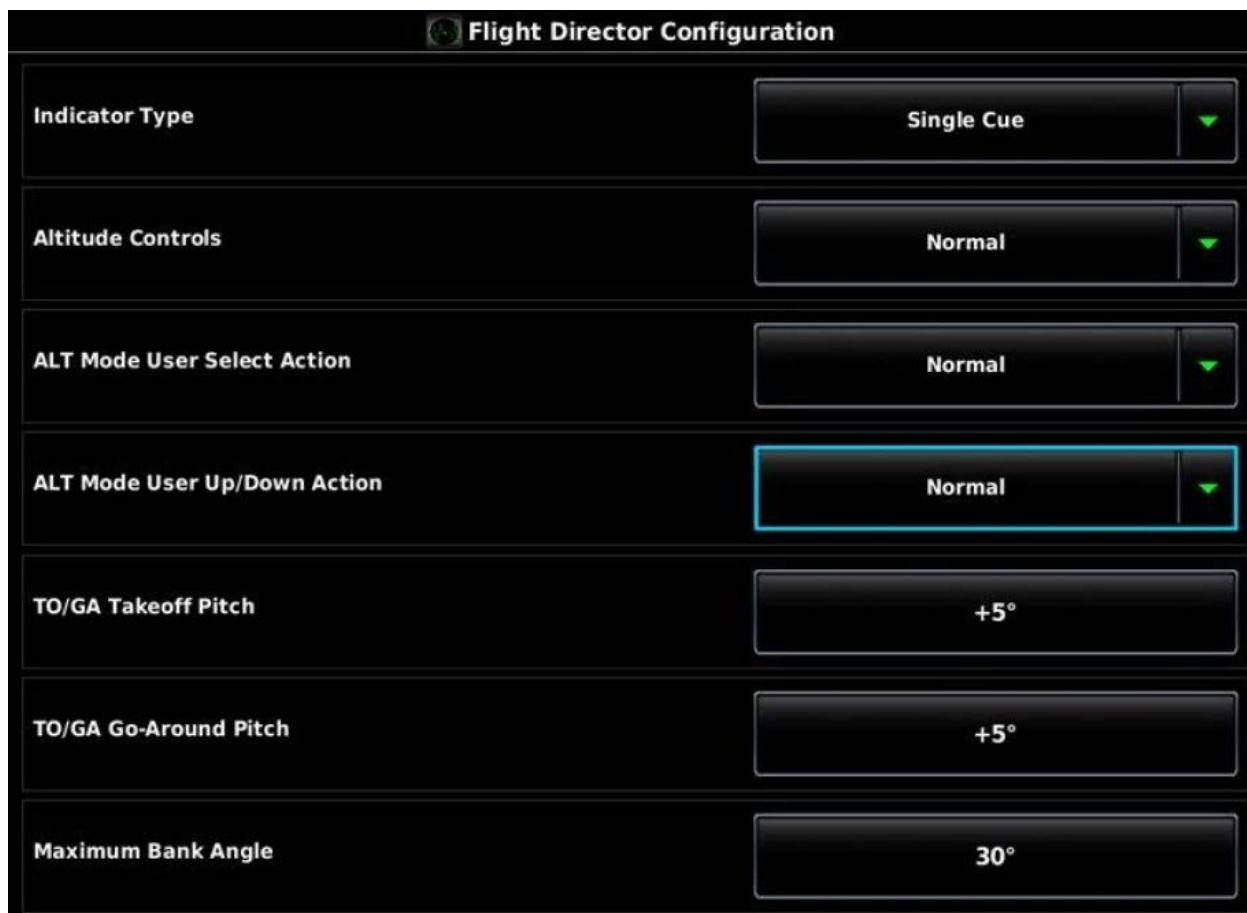 Flight Director Configuration
Indicator Type
Single Cue
Altitude Controls
Normal
ALT Mode User Select Action
Normal
ALT Mode User Up/Down Action
Normal
TO/GA Takeoff Pitch
+5°
TO/GA Go-Around Pitch
+5°
Maximum Bank Angle
30°